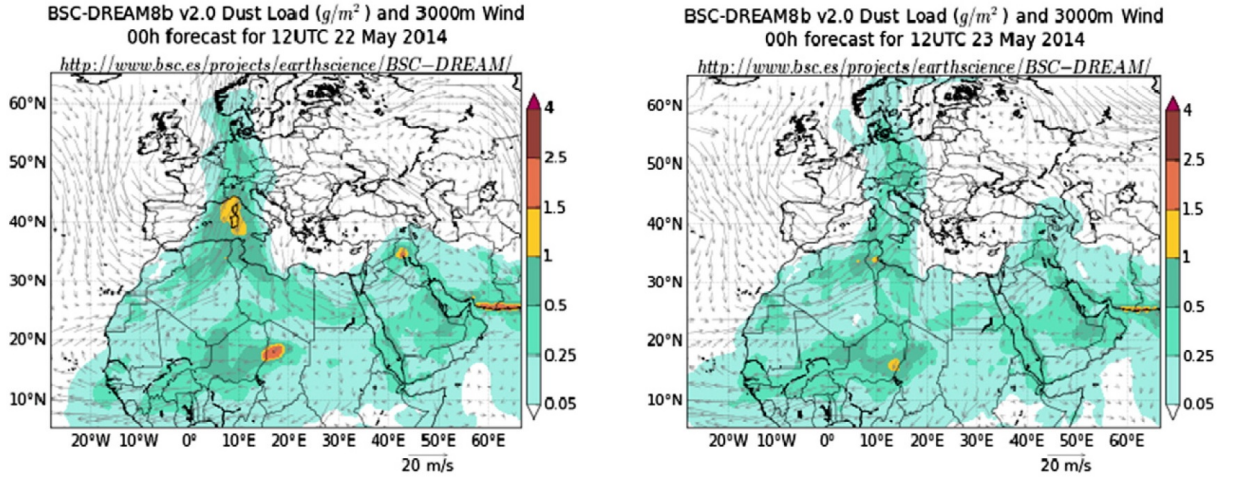 BSC-DREAM8b v2.0 Dust Load (g/m²) and 3000m Wind
00h forecast for 12UTC 22 May 2014
http://www.bsc.es/projects/earthscience/BSC−DREAM/
60°N
50°N
40°N
30°N
20°N
10°N
20°W 10°W 0° 10°E 20°E 30°E 40°E 50°E 60°E
20 m/s
4
2.5
1.5
1
0.5
0.25
0.05
BSC-DREAM8b v2.0 Dust Load (g/m²) and 3000m Wind
00h forecast for 12UTC 23 May 2014
http://www.bsc.es/projects/earthscience/BSC−DREAM/
60°N
50°N
40°N
30°N
20°N
10°N
20°W 10°W 0° 10°E 20°E 30°E 40°E 50°E 60°E
20 m/s
4
2.5
1.5
1
0.5
0.25
0.05